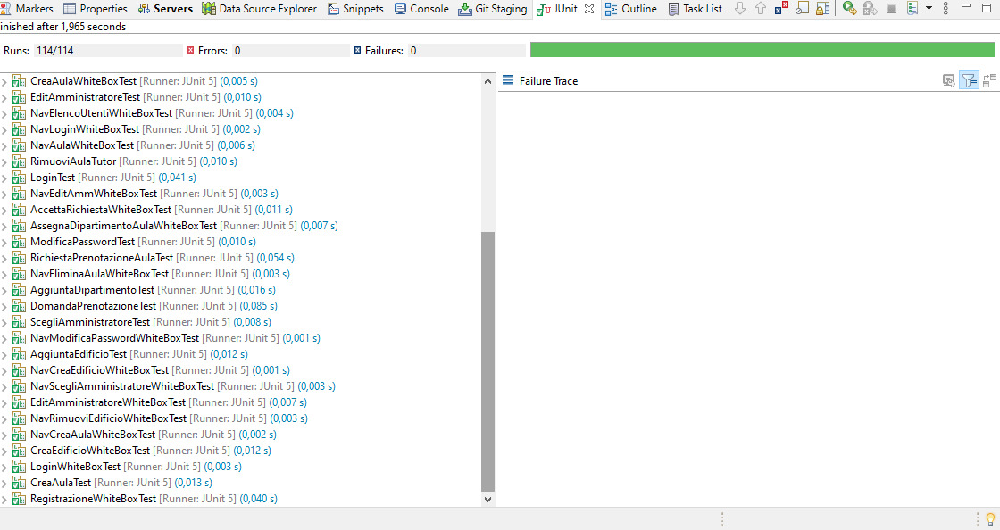 Markers Properties Servers Data Source Explorer Snippets Console Git Staging JUnit Outline Task List
inished after 1,965 seconds
Runs: 114/114 Errors: 0 Failures: 0
CreaAulaWhiteBoxTest [Runner: JUnit 5] (0,005 s)
Failure Trace
EditAmministratoreTest [Runner: JUnit 5] (0,010 s)
NavElencoUtentiWhiteBoxTest [Runner: JUnit 5] (0,004 s)
NavLoginWhiteBoxTest [Runner: JUnit 5] (0,002 s)
NavAulaWhiteBoxTest [Runner: JUnit 5] (0,006 s)
RimuoviAulaTutor [Runner: JUnit 5] (0,010 s)
LoginTest [Runner: JUnit 5] (0,041 s)
NavEditAmmWhiteBoxTest [Runner: JUnit 5] (0,003 s)
AccettaRichiestaWhiteBoxTest [Runner: JUnit 5] (0,011 s)
AssegnaDipartimentoAulaWhiteBoxTest [Runner: JUnit 5] (0,007 s)
ModificaPasswordTest [Runner: JUnit 5] (0,010 s)
RichiestaPrenotazioneAulaTest [Runner: JUnit 5] (0,054 s)
NavEliminaAulaWhiteBoxTest [Runner: JUnit 5] (0,003 s)
AggiuntaDipartimentoTest [Runner: JUnit 5] (0,016 s)
DomandaPrenotazioneTest [Runner: JUnit 5] (0,085 s)
ScegliAmministratoreTest [Runner: JUnit 5] (0,008 s)
NavModificaPasswordWhiteBoxTest [Runner: JUnit 5] (0,001 s)
AggiuntaEdificioTest [Runner: JUnit 5] (0,012 s)
NavCreaEdificioWhiteBoxTest [Runner: JUnit 5] (0,001 s)
NavScegliAmministratoreWhiteBoxTest [Runner: JUnit 5] (0,003 s)
EditAmministratoreWhiteBoxTest [Runner: JUnit 5] (0,007 s)
NavRimuoviEdificioWhiteBoxTest [Runner: JUnit 5] (0,003 s)
NavCreaAulaWhiteBoxTest [Runner: JUnit 5] (0,002 s)
CreaEdificioWhiteBoxTest [Runner: JUnit 5] (0,012 s)
LoginWhiteBoxTest [Runner: JUnit 5] (0,003 s)
CreaAulaTest [Runner: JUnit 5] (0,013 s)
RegistrazioneWhiteBoxTest [Runner: JUnit 5] (0,040 s)